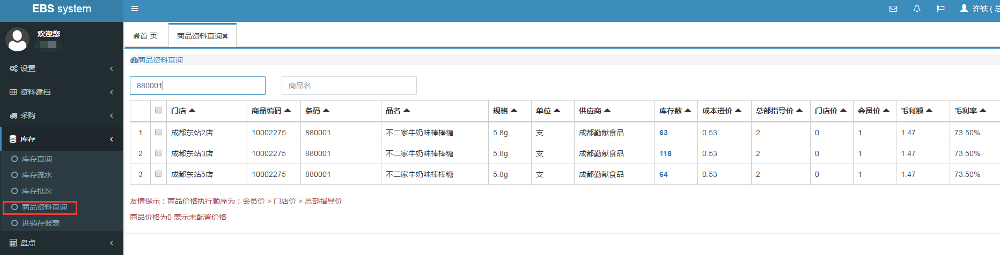 EBS system
许轶 ( 总
欢迎您
首 页
商品资料查询
设置
资料建档
采购
库存
库存查询
库存流水
库存批次
商品资料查询
进销存报表
盘点
商品资料查询
880001
商品名
门店 商品编码 条码 品名 规格 单位 供应商 库存数 成本进价 总部指导价 门店价 会员价 毛利额 毛利率
1 成都东站2店 10002275 880001 不二家牛奶味棒棒糖 5.8g 支 成都勤献食品 63 0.53 2 0 1 1.47 73.50%
2 成都东站3店 10002275 880001 不二家牛奶味棒棒糖 5.8g 支 成都勤献食品 118 0.53 2 0 1 1.47 73.50%
3 成都东站5店 10002275 880001 不二家牛奶味棒棒糖 5.8g 支 成都勤献食品 64 0.53 2 0 1 1.47 73.50%
友情提示：商品价格执行顺序为：会员价 > 门店价 > 总部指导价
商品价格为0 表示未配置价格